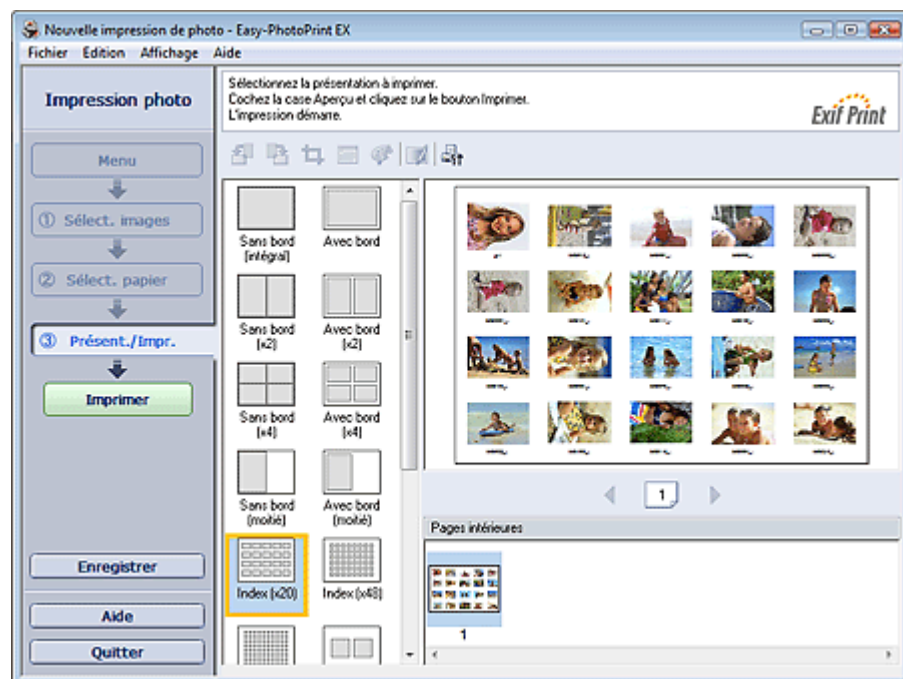 Nouvelle impression de photo - Easy-PhotoPrint EX
Fichier Edition Affichage Aide
Impression photo
Sélectionnez la présentation à imprimer.
Cochez la case Aperçu et cliquez sur le bouton Imprimer.
L'impression démarre.
Exif Print
Menu
① Sélect. images
② Sélect. papier
③ Présent./Impr.
Imprimer
Enregistrer
Aide
Quitter
Sans bord
(intégral)
Avec bord
Sans bord
(x2)
Avec bord
(x2)
Sans bord
(x4)
Avec bord
(x4)
Sans bord
(moitié)
Avec bord
(moitié)
Index (x20)
Index (x48)
1
Pages intérieures
1